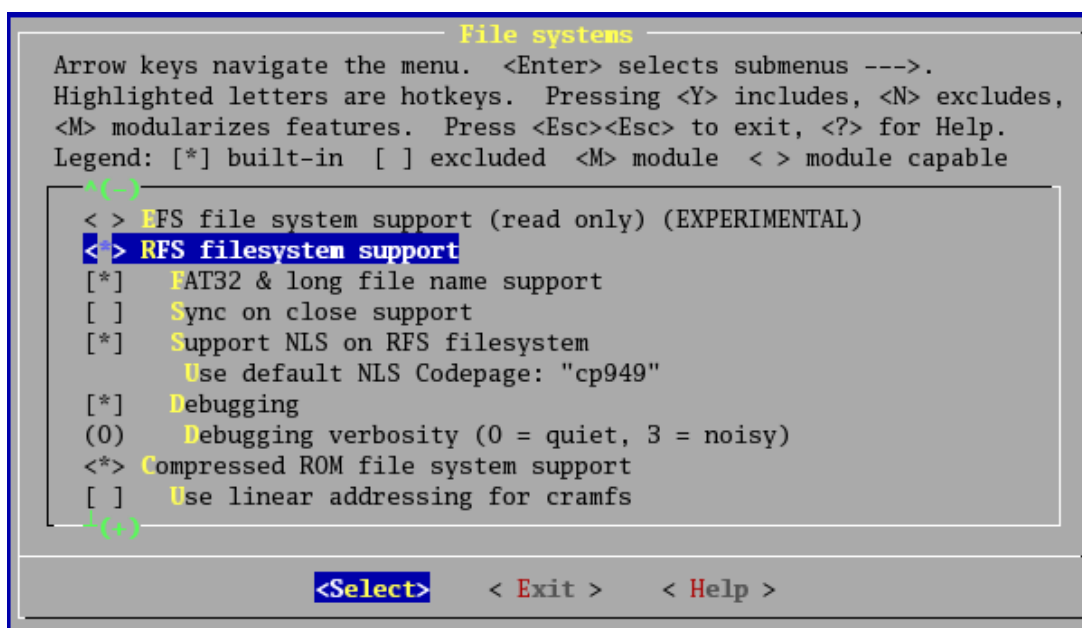 File systems
Arrow keys navigate the menu.  <Enter> selects submenus --->.
Highlighted letters are hotkeys.  Pressing <Y> includes, <N> excludes,
<M> modularizes features.  Press <Esc><Esc> to exit, <?> for Help.
Legend: [*] built-in  [ ] excluded  <M> module  < > module capable
^(-)
< > EFS file system support (read only) (EXPERIMENTAL)
<*> RFS filesystem support
[*]   FAT32 & long file name support
[ ]   Sync on close support
[*]   Support NLS on RFS filesystem
Use default NLS Codepage: "cp949"
[*]   Debugging
(0)    Debugging verbosity (0 = quiet, 3 = noisy)
<*> Compressed ROM file system support
[ ]   Use linear addressing for cramfs
(+)
<Select>    < Exit >    < Help >